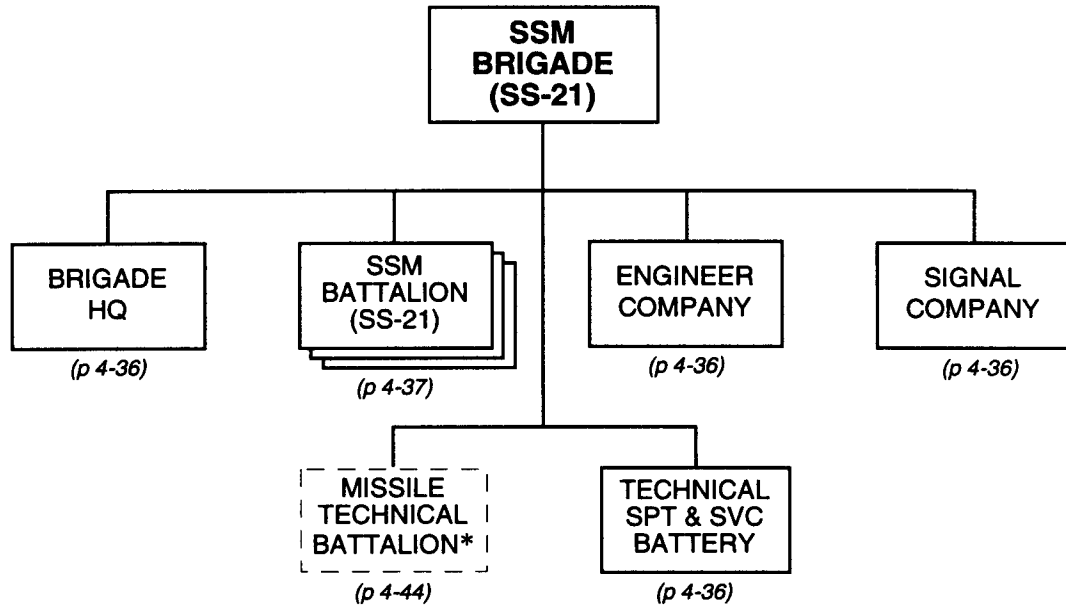 SSM
BRIGADE
(SS-21)
BRIGADE
HQ
(p 4-36)
SSM
BATTALION
(SS-21)
(p 4-37)
ENGINEER
COMPANY
(p 4-36)
SIGNAL
COMPANY
(p 4-36)
MISSILE
TECHNICAL
BATTALION*
(p 4-44)
TECHNICAL
SPT & SVC
BATTERY
(p 4-36)